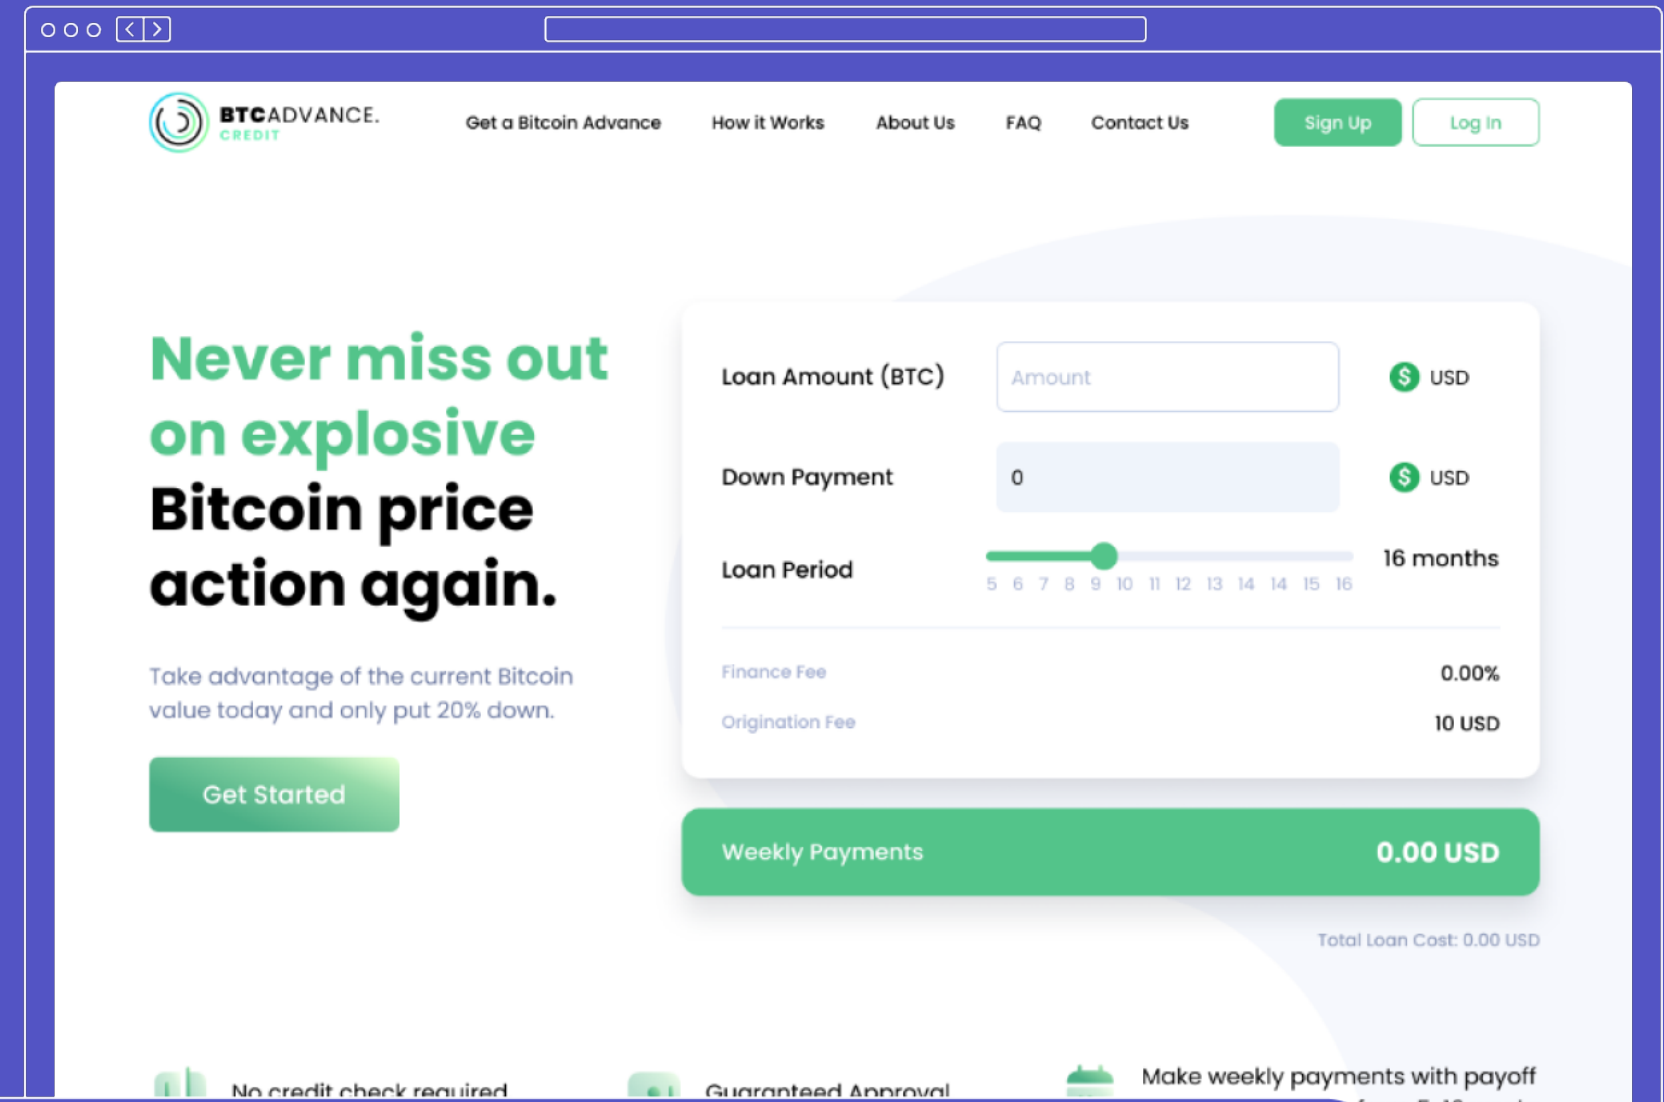 BTCADVANCE.
CREDIT
Get a Bitcoin Advance
How it Works
About Us
FAQ
Contact Us
Sign Up
Log In
Never miss out
on explosive
Bitcoin price
action again.
Take advantage of the current Bitcoin
value today and only put 20% down.
Get Started
Loan Amount (BTC)
Amount
$ USD
Down Payment
0
$ USD
Loan Period
16 months
5 6 7 8 9 10 11 12 13 14 14 15 16
Finance Fee
0.00%
Origination Fee
10 USD
Weekly Payments
0.00 USD
Total Loan Cost: 0.00 USD
No credit check required
Guaranteed Approval
Make weekly payments with payoff